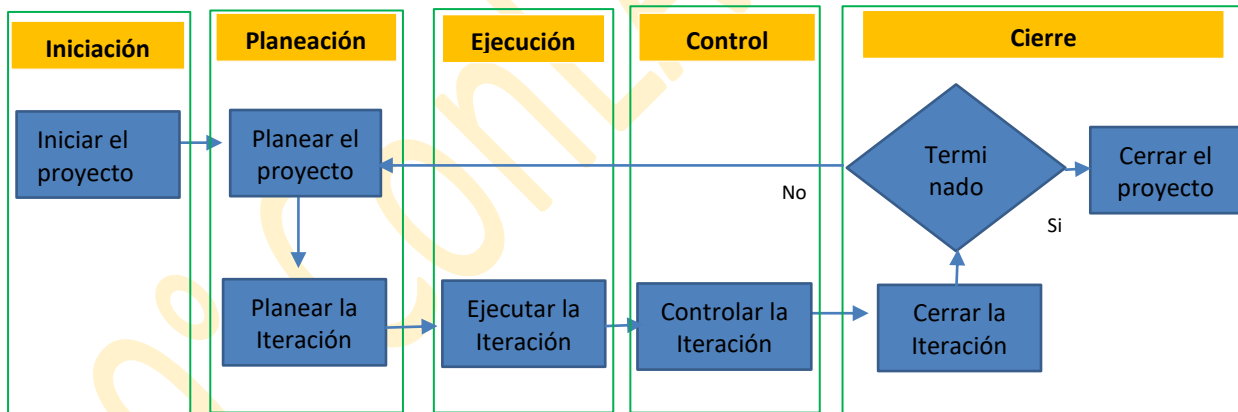 Iniciación
Planeación
Ejecución
Control
Cierre
Iniciar el
proyecto
Planear el
proyecto
Termi
nado
Cerrar el
proyecto
No
Si
Planear la
Iteración
Ejecutar la
Iteración
Controlar la
Iteración
Cerrar la
Iteración